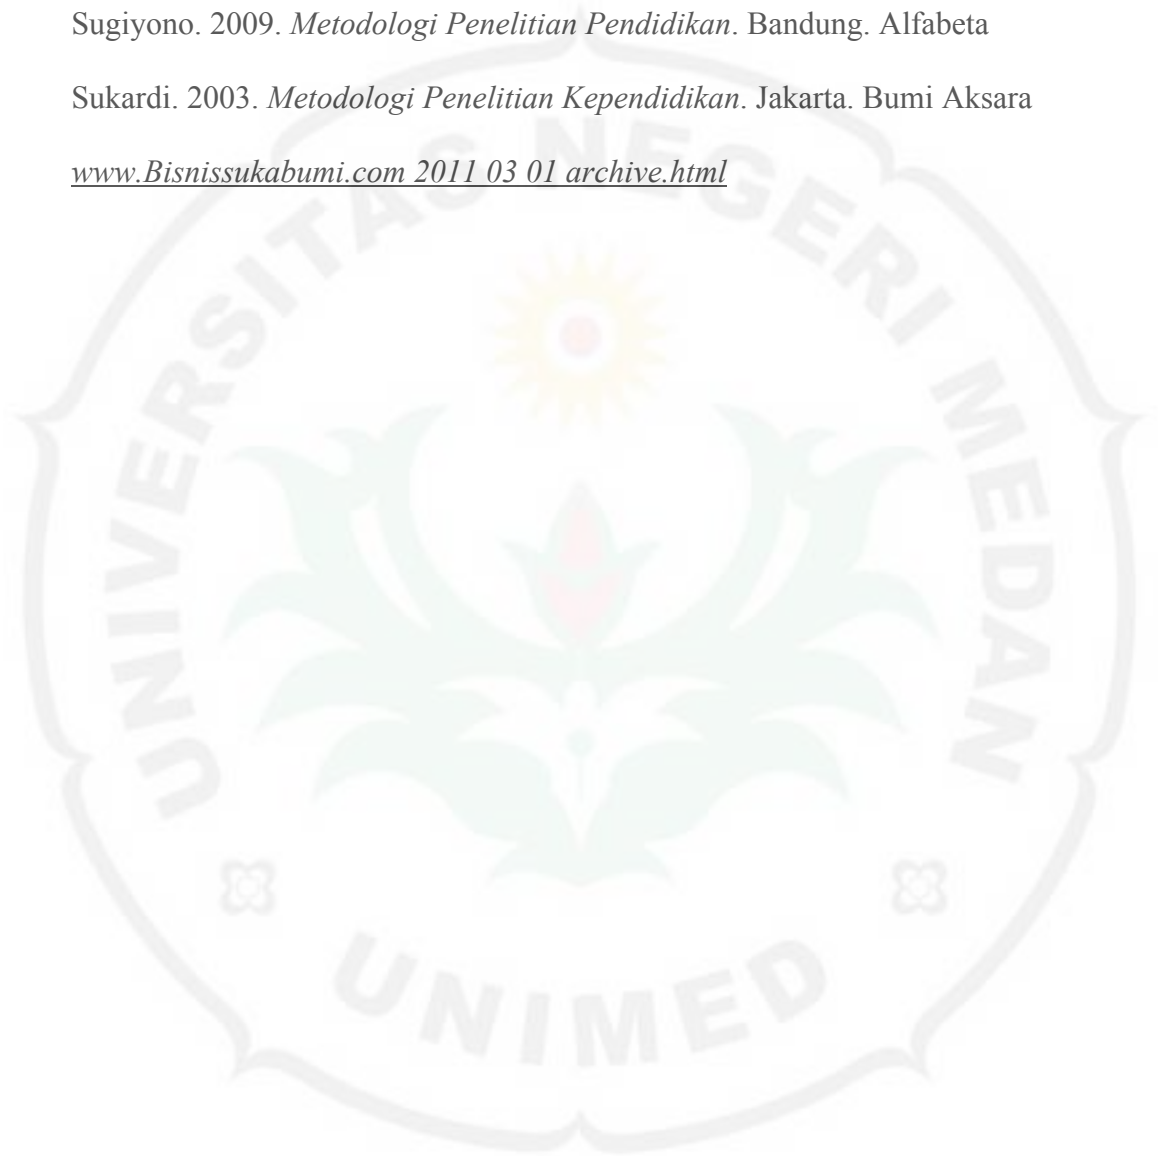 Sugiyono. 2009. Metodologi Penelitian Pendidikan. Bandung. Alfabeta
Sukardi. 2003. Metodologi Penelitian Kependidikan. Jakarta. Bumi Aksara
www.Bisnissukabumi.com 2011 03 01 archive.html
UNIVERSITAS NEGERI MEDAN
UNIMED